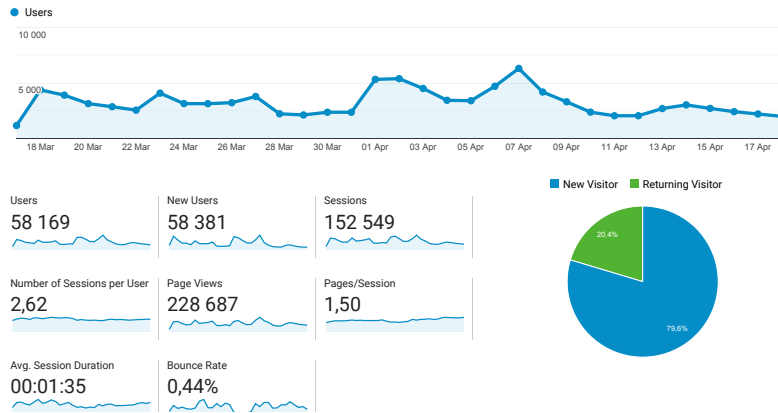 Users
10 000
5 000
18 Mar 20 Mar 22 Mar 24 Mar 26 Mar 28 Mar 30 Mar 01 Apr 03 Apr 05 Apr 07 Apr 09 Apr 11 Apr 13 Apr 15 Apr 17 Apr
New Visitor Returning Visitor
Users New Users Sessions
58 169 58 381 152 549
20,4%
79,6%
Number of Sessions per User Page Views Pages/Session
2,62 228 687 1,50
Avg. Session Duration Bounce Rate
00:01:35 0,44%